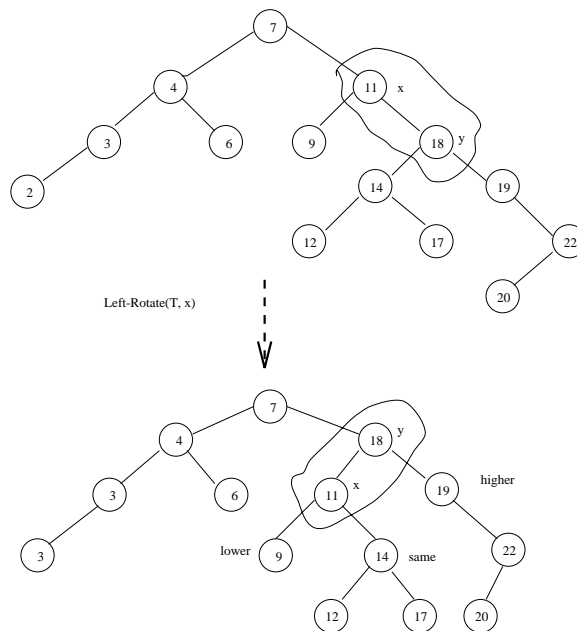 7
4 11 x
3 6 9 18 y
2 14 19
12 17 22
20
Left-Rotate(T, x)
7
4 18 y
3 6 11 x 19 higher
3 lower 9 14 same 22
12 17 20